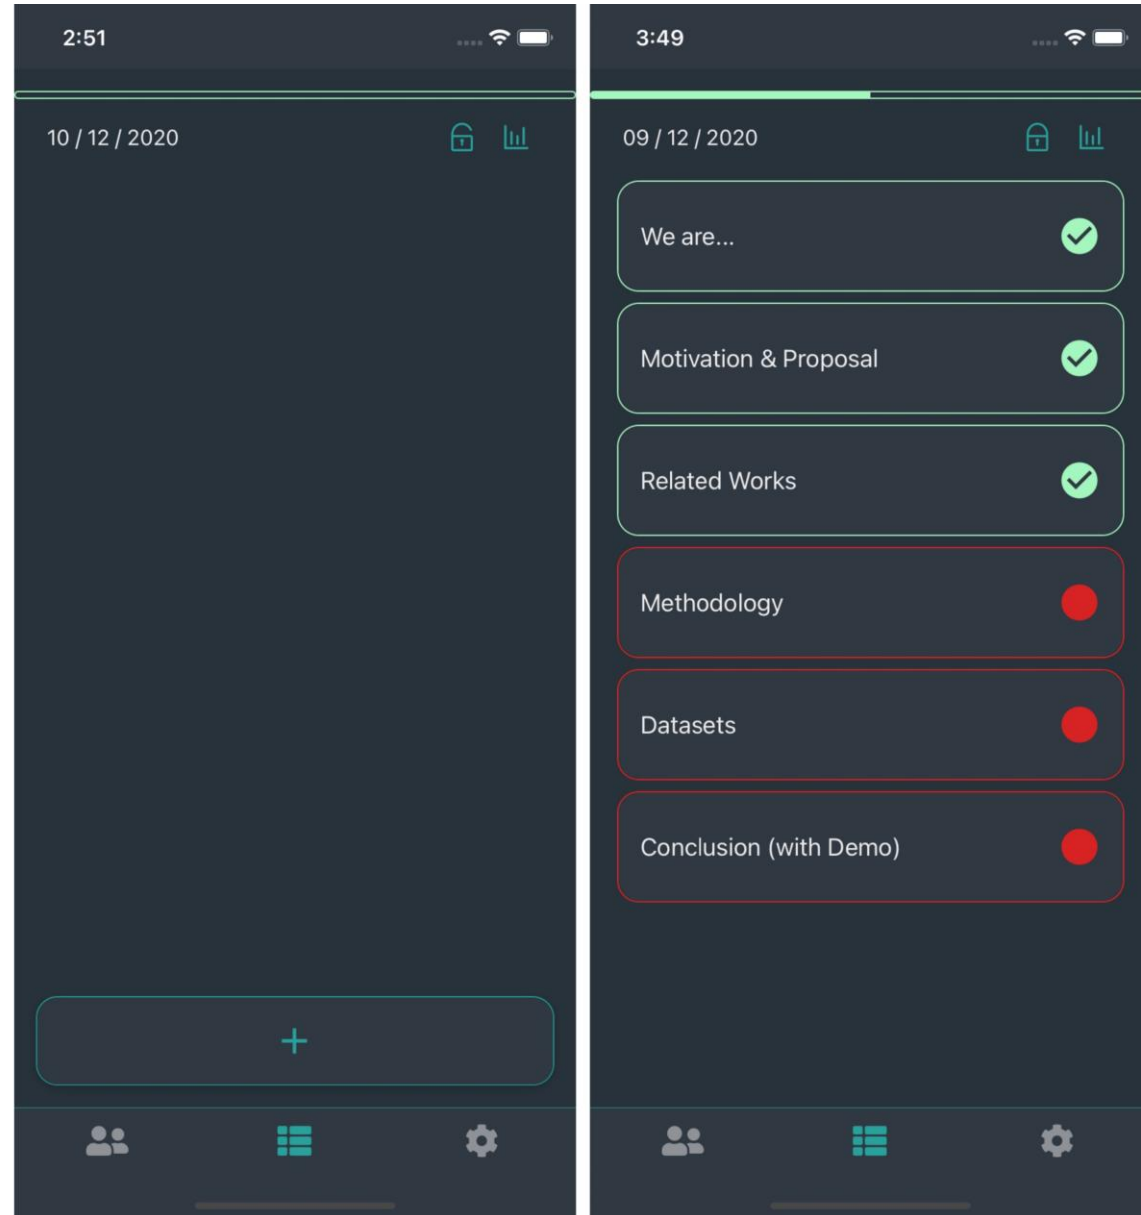 2:51
10 / 12 / 2020
+
3:49
09 / 12 / 2020
We are...
Motivation & Proposal
Related Works
Methodology
Datasets
Conclusion (with Demo)